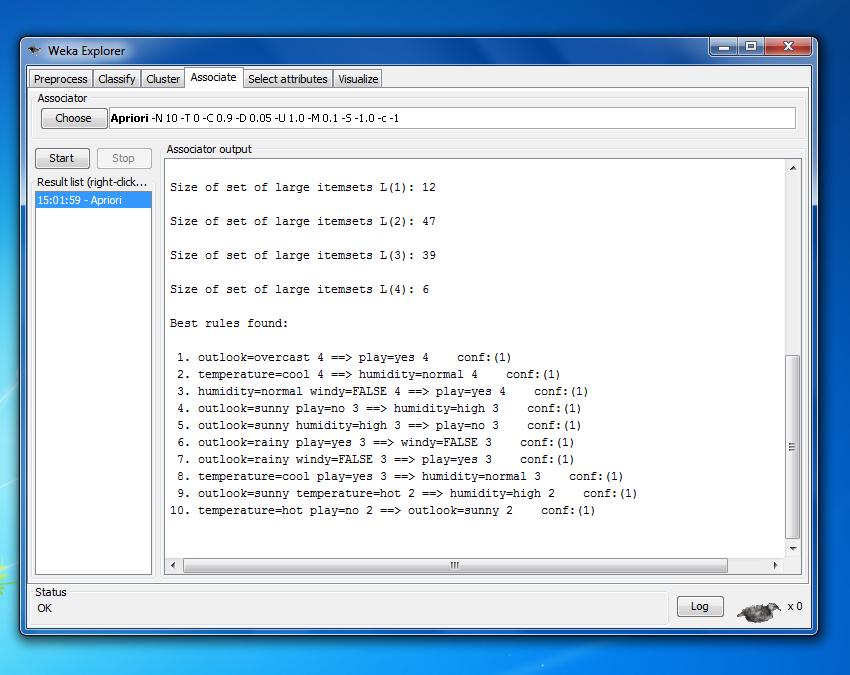 Weka Explorer
Preprocess Classify Cluster Associate Select attributes Visualize
Associator
Choose Apriori -N 10 -T 0 -C 0.9 -D 0.05 -U 1.0 -M 0.1 -S -1.0 -c -1
Start Stop
Result list (right-click...
15:01:59 - Apriori
Associator output
Size of set of large itemsets L(1): 12
Size of set of large itemsets L(2): 47
Size of set of large itemsets L(3): 39
Size of set of large itemsets L(4): 6
Best rules found:
1. outlook=overcast 4 ==> play=yes 4 conf:(1)
2. temperature=cool 4 ==> humidity=normal 4 conf:(1)
3. humidity=normal windy=FALSE 4 ==> play=yes 4 conf:(1)
4. outlook=sunny play=no 3 ==> humidity=high 3 conf:(1)
5. outlook=sunny humidity=high 3 ==> play=no 3 conf:(1)
6. outlook=rainy play=yes 3 ==> windy=FALSE 3 conf:(1)
7. outlook=rainy windy=FALSE 3 ==> play=yes 3 conf:(1)
8. temperature=cool play=yes 3 ==> humidity=normal 3 conf:(1)
9. outlook=sunny temperature=hot 2 ==> humidity=high 2 conf:(1)
10. temperature=hot play=no 2 ==> outlook=sunny 2 conf:(1)
Status
OK
Log x 0